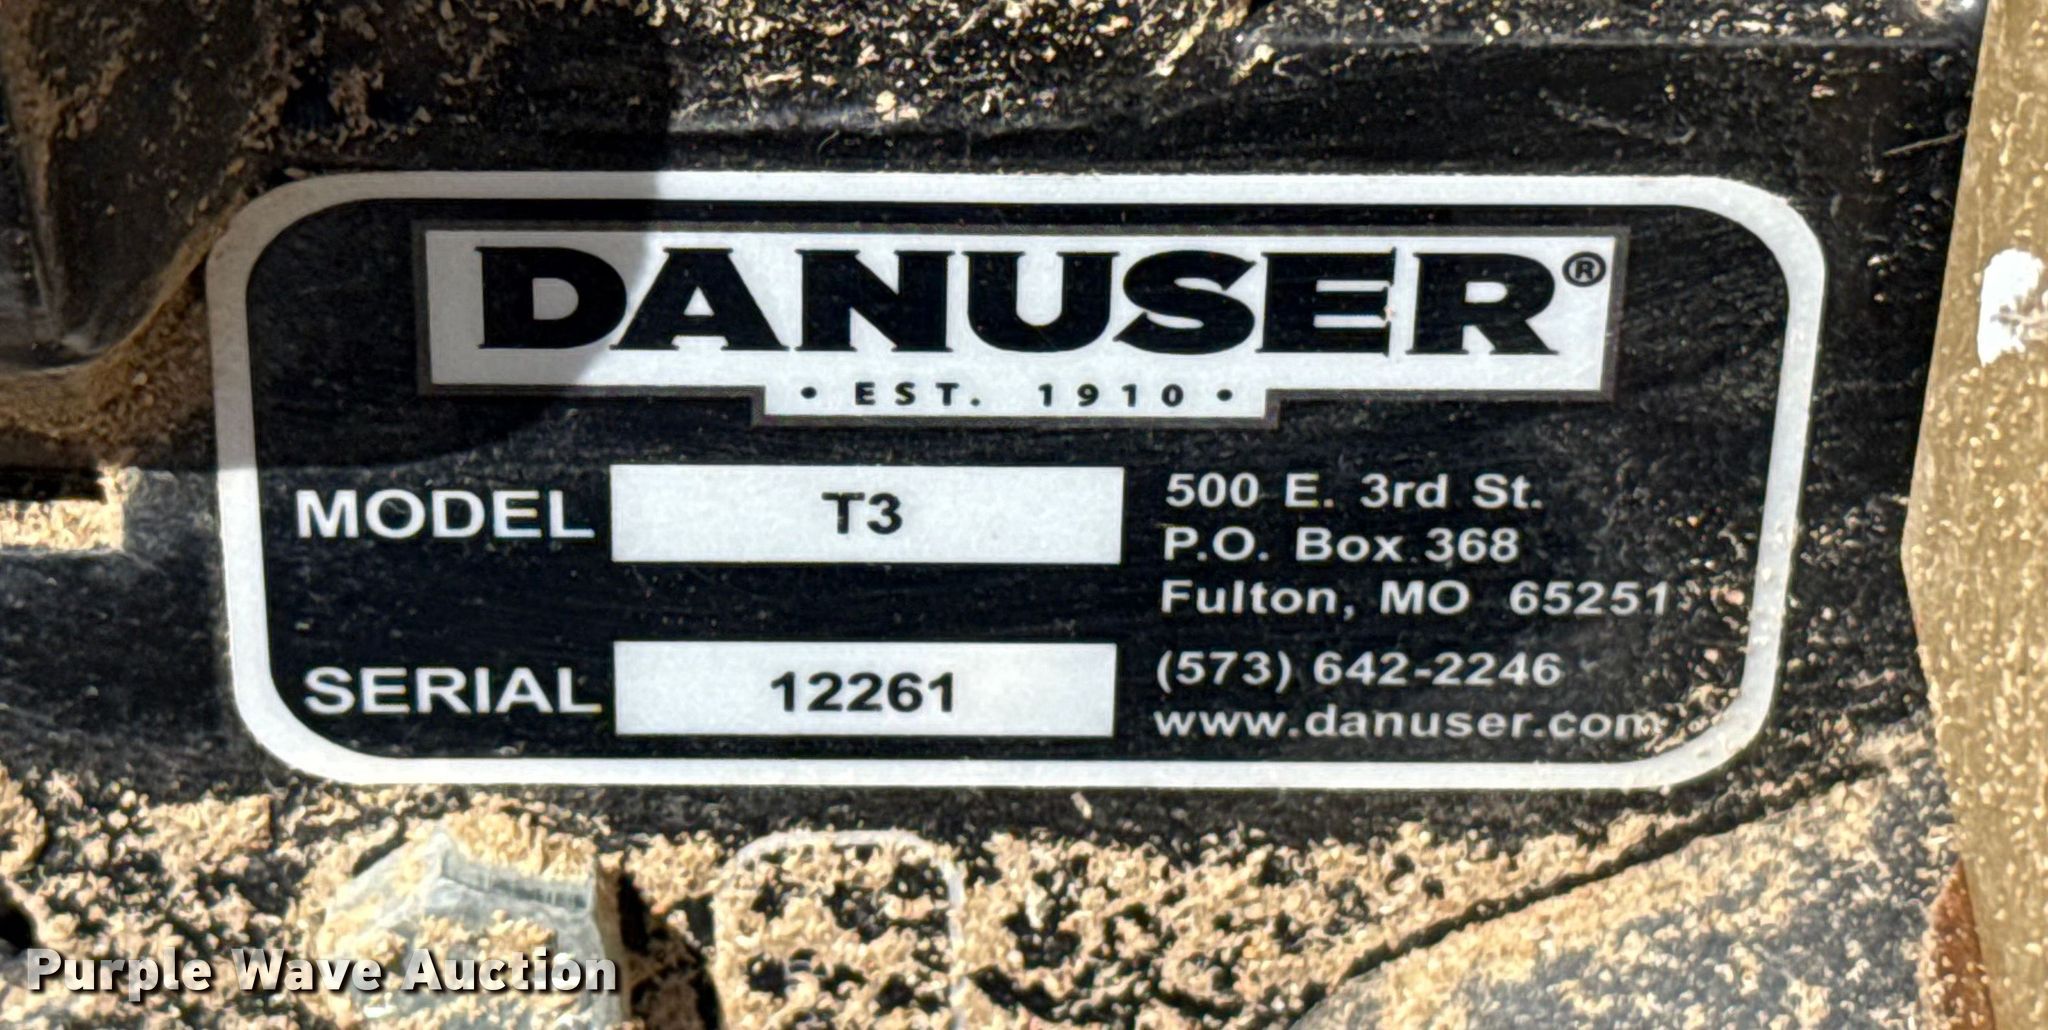 DANUSER®
• EST. 1910 •
MODEL T3
SERIAL 12261
500 E. 3rd St.
P.O. Box 368
Fulton, MO 65251
(573) 642-2246
www.danuser.com
Purple Wave Auction